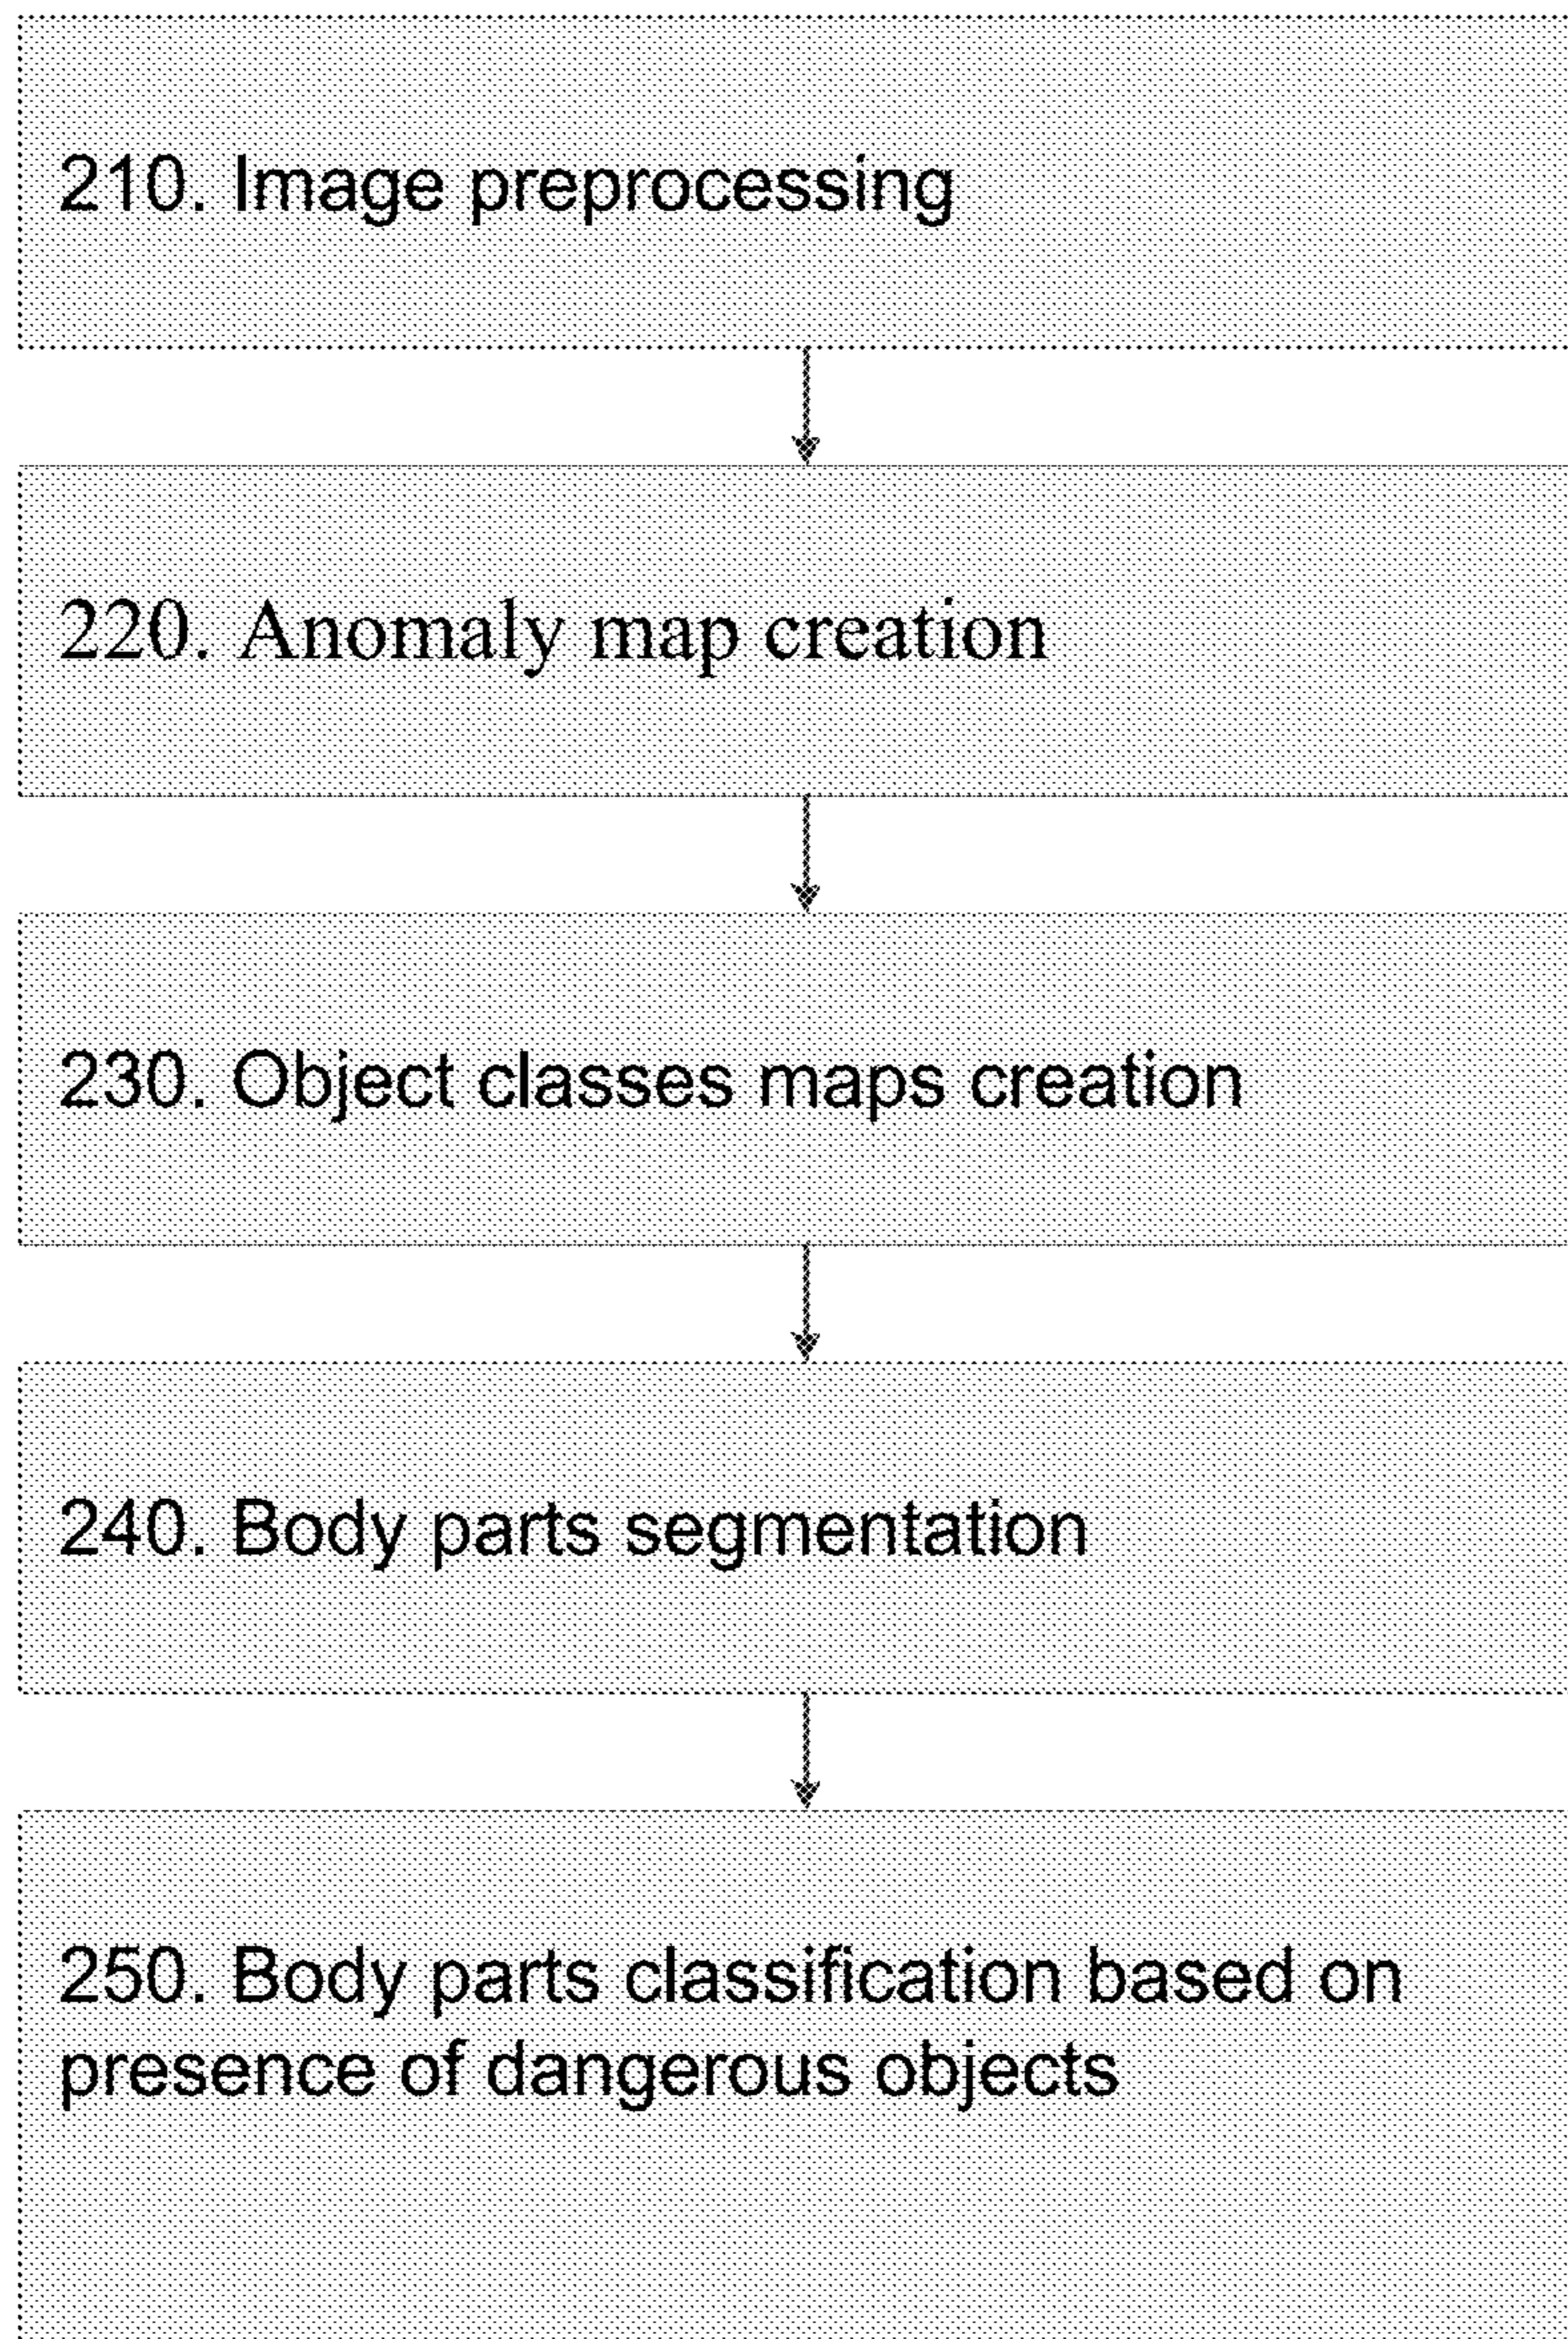 210. Image preprocessing
220. Anomaly map creation
230. Object classes maps creation
240. Body parts segmentation
250. Body parts classification based on
presence of dangerous objects